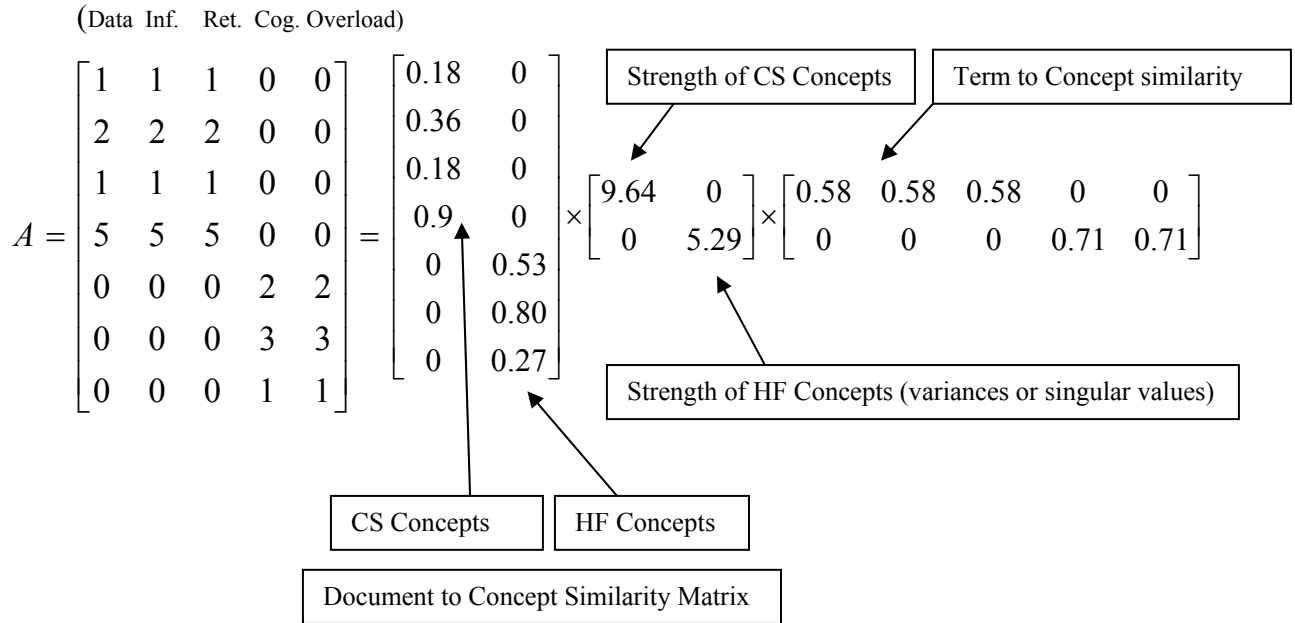 (Data Inf. Ret. Cog. Overload)
Strength of CS Concepts
Term to Concept similarity
A = [1 1 1 0 0] = [0.18 0] × [9.64 0] × [0.58 0.58 0.58 0 0]
[2 2 2 0 0] [0.36 0] [0 5.29] [0 0 0 0.71 0.71]
[1 1 1 0 0] [0.18 0]
[5 5 5 0 0] [0.9 0]
[0 0 0 2 2] [0 0.53]
[0 0 0 3 3] [0 0.80]
[0 0 0 1 1] [0 0.27]
Strength of HF Concepts (variances or singular values)
CS Concepts
HF Concepts
Document to Concept Similarity Matrix